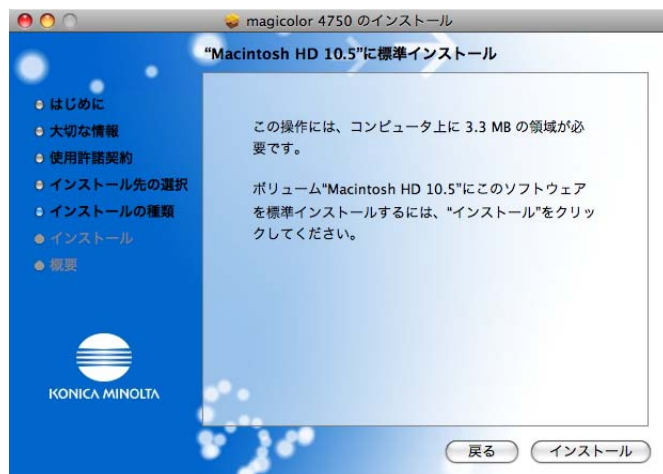 magicolor 4750 のインストール
“Macintosh HD 10.5”に標準インストール
はじめに
大切な情報
使用許諾契約
インストール先の選択
インストールの種類
インストール
概要
この操作には、コンピュータ上に 3.3 MB の領域が必
要です。
ボリューム“Macintosh HD 10.5”にこのソフトウェア
を標準インストールするには、“インストール”をクリッ
クしてください。
KONICA MINOLTA
戻る
インストール